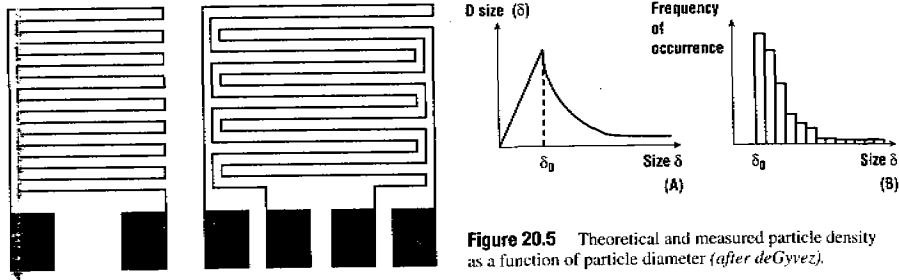 D size (δ)
Frequency
of
occurrence
δ₀
Size δ
(A)
δ₀
Size δ
(B)
Figure 20.5 Theoretical and measured particle density
as a function of particle diameter (after deGyvez).